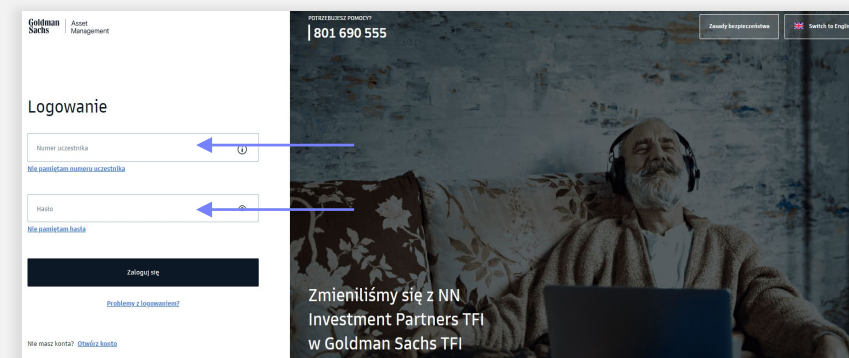 Goldman
Sachs
Asset
Management
POTRZEBUJESZ POMOCY?
801 690 555
Zasady bezpieczeństwa
Switch to Englis
Logowanie
Numer uczestnika
Nie pamiętam numeru uczestnika
Hasło
Nie pamiętam hasła
Zaloguj się
Problemy z logowaniem?
Nie masz konta? Otwórz konto
Zmieniliśmy się z NN
Investment Partners TFI
w Goldman Sachs TFI